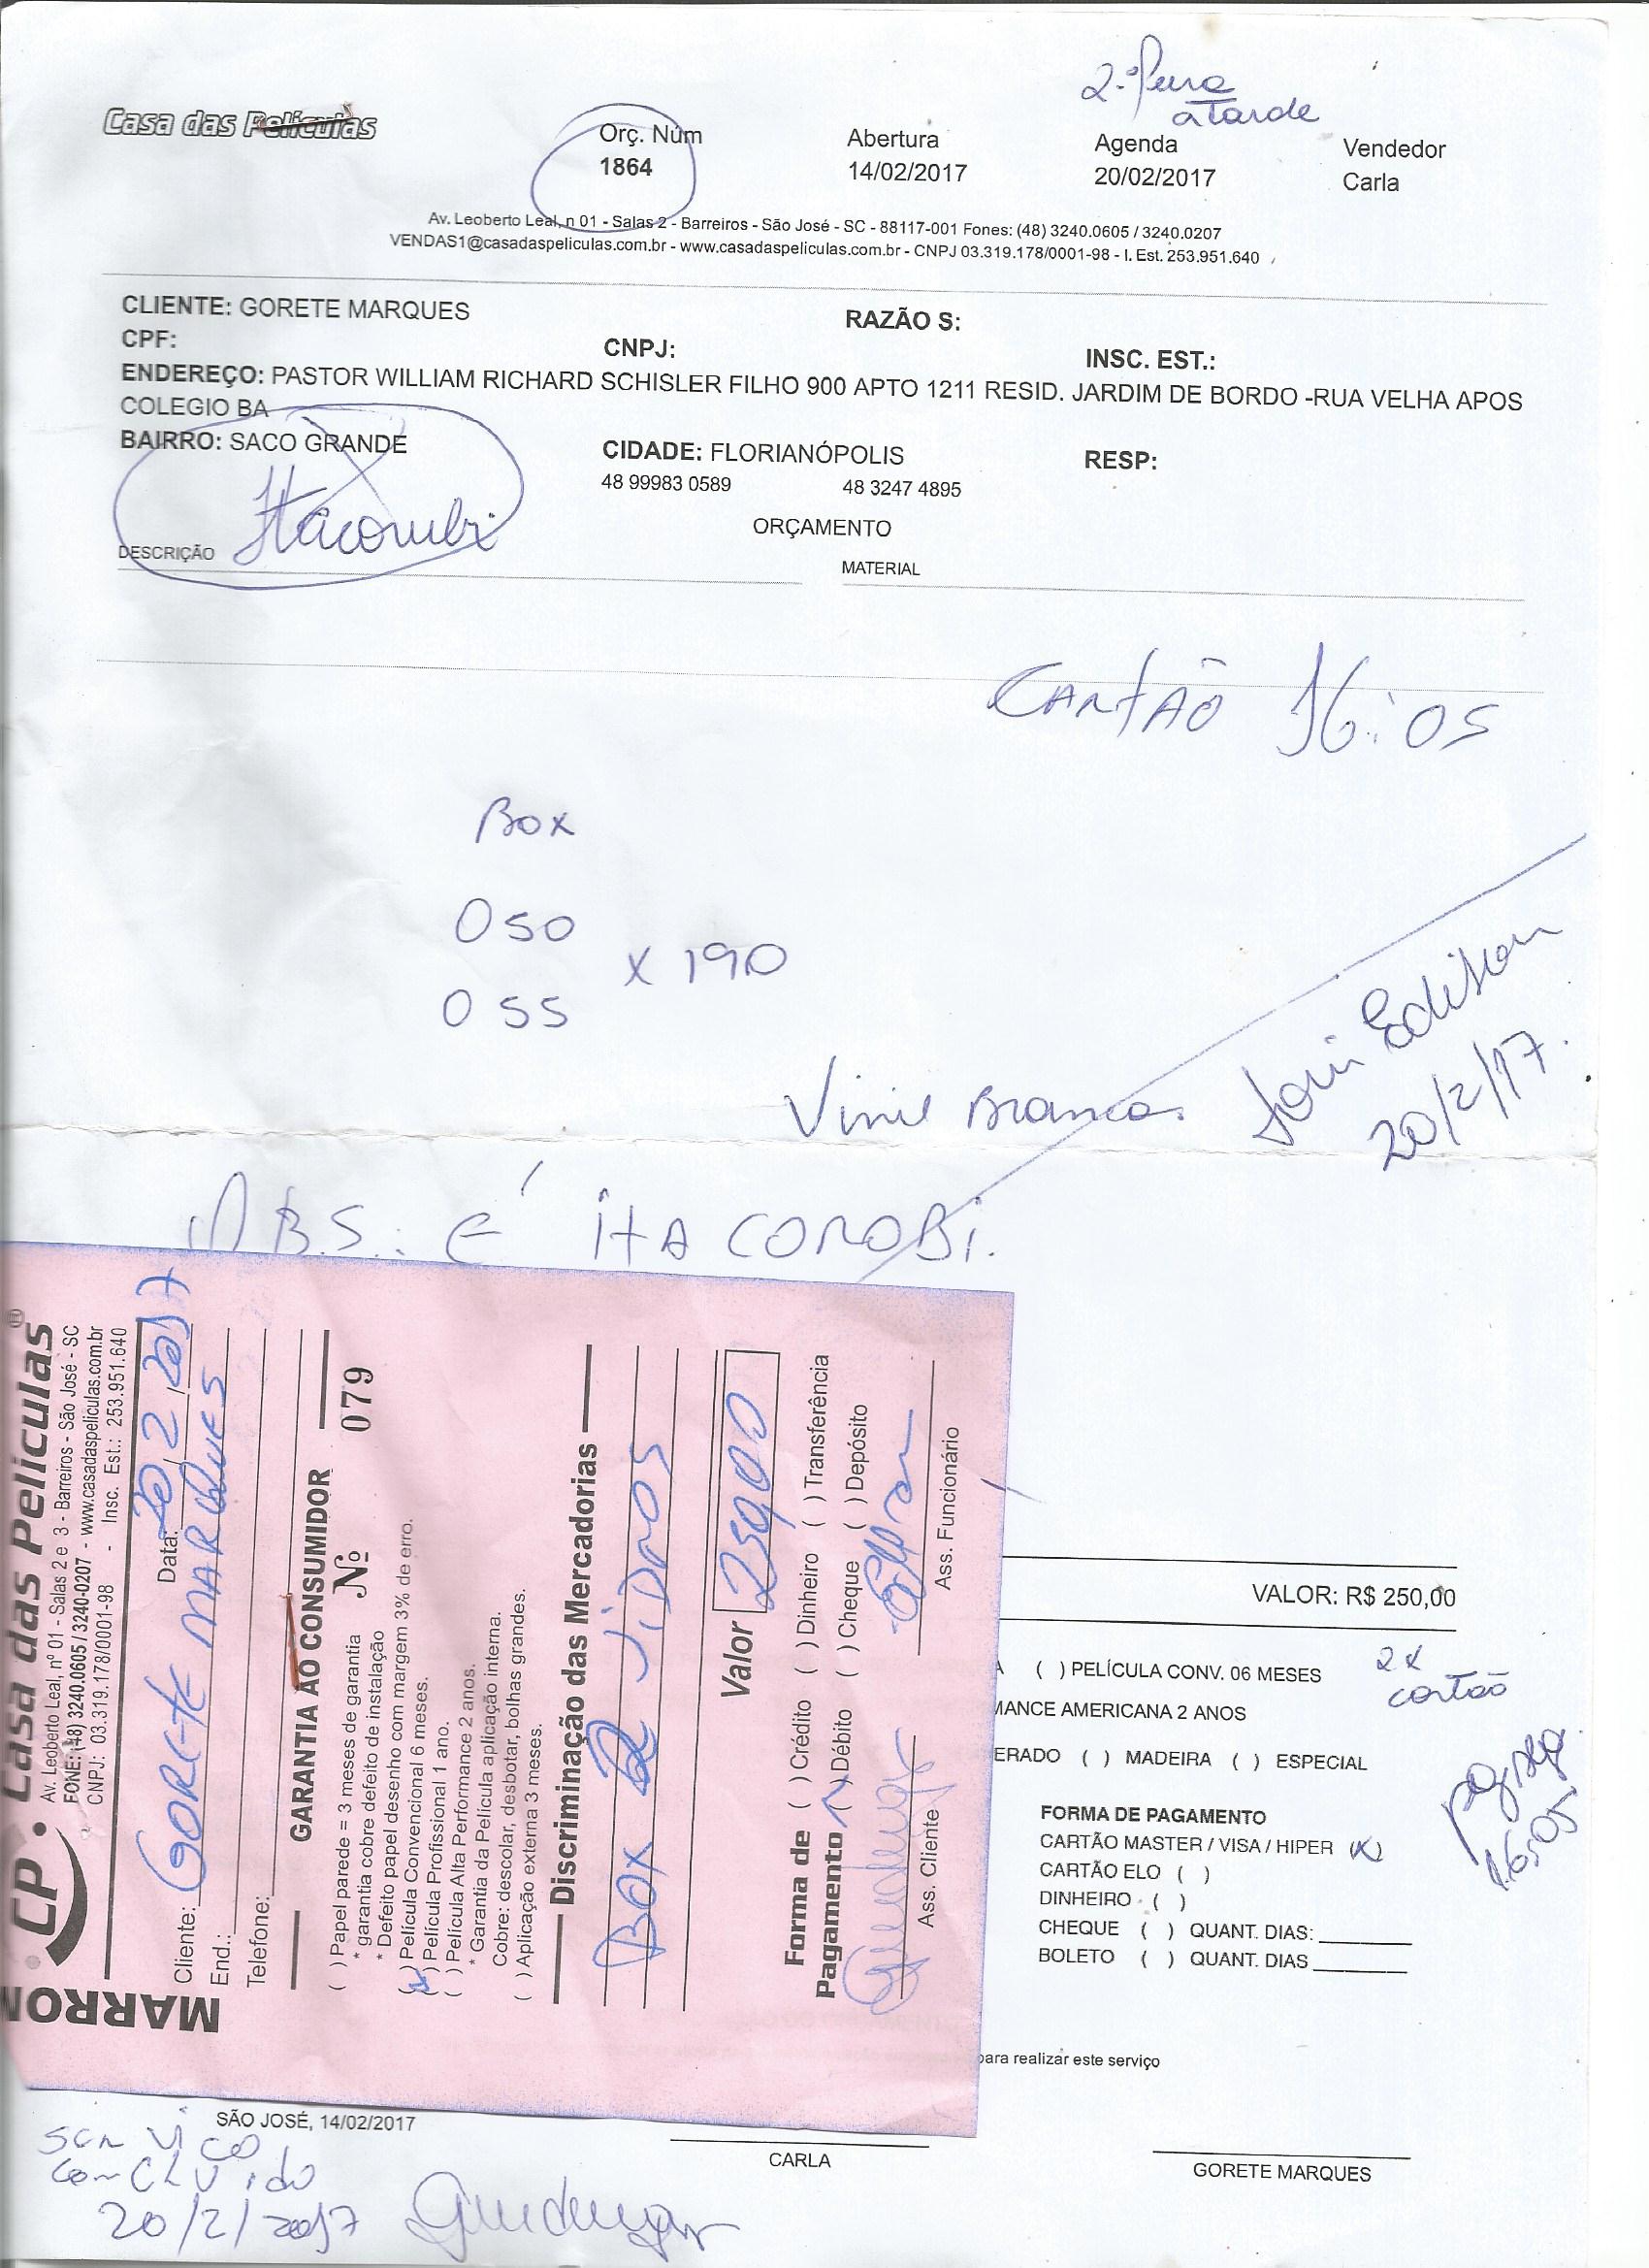 2ª feira
a Tarde
Casa das Películas
Orç. Núm Abertura Agenda Vendedor
1864 14/02/2017 20/02/2017 Carla
Av. Leoberto Leal, n 01 - Salas 2 - Barreiros - São José - SC - 88117-001 Fones: (48) 3240.0605 / 3240.0207
VENDAS1@casadaspeliculas.com.br - www.casadaspeliculas.com.br - CNPJ 03.319.178/0001-98 - I. Est. 253.951.640
CLIENTE: GORETE MARQUES RAZÃO S:
CPF: CNPJ: INSC. EST.:
ENDEREÇO: PASTOR WILLIAM RICHARD SCHISLER FILHO 900 APTO 1211 RESID. JARDIM DE BORDO -RUA VELHA APOS
COLEGIO BA
BAIRRO: SACO GRANDE CIDADE: FLORIANÓPOLIS RESP:
48 99983 0589 48 3247 4895
Itacorubi
ORÇAMENTO
DESCRIÇÃO MATERIAL
CARTÃO 16:05
Box
0 50
x 190
0 55
Vinil Branco
Edilson
20/2/17.
OBS.: É ITACOROBI.
MARRON
CP. Casa das Películas ®
Av. Leoberto Leal, nº 01 - Salas 2 e 3 - Barreiros - São José - SC
FONE: (48) 3240.0605 / 3240-0207 - www.casadaspeliculas.com.br
CNPJ: 03.319.178/0001-98 - Insc. Est.: 253.951.640
Data: 20/2/2017
Cliente: GORETE MARQUES
End.:
Telefone:
GARANTIA AO CONSUMIDOR
( ) Papel parede = 3 meses de garantia Nº 079
* garantia cobre defeito de instalação
* Defeito papel desenho com margem 3% de erro.
(x) Película Convencional 6 meses.
( ) Película Profissional 1 ano.
( ) Película Alta Performance 2 anos.
* Garantia da Película aplicação interna.
Cobre: descolar, desbotar, bolhas grandes.
( ) Aplicação externa 3 meses.
Discriminação das Mercadorias
BOX 2 VIDROS
Valor 250,00
Forma de Pagamento ( ) Crédito ( ) Dinheiro ( ) Transferência
( ) Débito ( ) Cheque ( ) Depósito
Ass. Cliente Ass. Funcionário
VALOR: R$ 250,00
( ) PELÍCULA CONV. 06 MESES
2x
cartão
MANCE AMERICANA 2 ANOS
ERADO ( ) MADEIRA ( ) ESPECIAL
FORMA DE PAGAMENTO
CARTÃO MASTER / VISA / HIPER (X)
CARTÃO ELO ( )
DINHEIRO ( )
CHEQUE ( ) QUANT. DIAS:
BOLETO ( ) QUANT. DIAS
16:05
para realizar este serviço
SÃO JOSÉ, 14/02/2017
CARLA
GORETE MARQUES
SERVIÇO
CONCLUIDO
20/2/2017